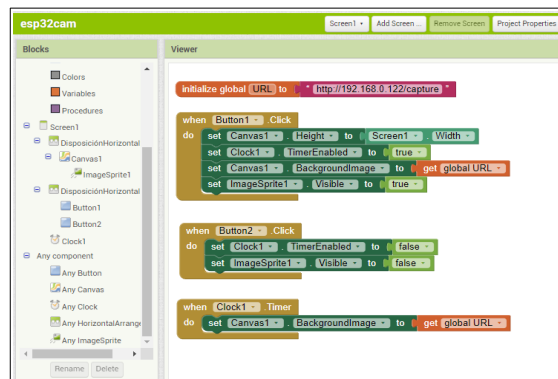 esp32cam
Screen1
Add Screen ...
Remove Screen
Project Properties
Blocks
Viewer
Colors
Variables
Procedures
Screen1
DisposiciónHorizontal
Canvas1
ImageSprite1
DisposiciónHorizontal
Button1
Button2
Clock1
Any component
Any Button
Any Canvas
Any Clock
Any HorizontalArrange
Any ImageSprite
Rename Delete
initialize global URL to " http://192.168.0.122/capture "
when Button1 .Click
do set Canvas1 . Height to Screen1 . Width
set Clock1 . TimerEnabled to true
set Canvas1 . BackgroundImage to get global URL
set ImageSprite1 . Visible to true
when Button2 .Click
do set Clock1 . TimerEnabled to false
set ImageSprite1 . Visible to false
when Clock1 .Timer
do set Canvas1 . BackgroundImage to get global URL